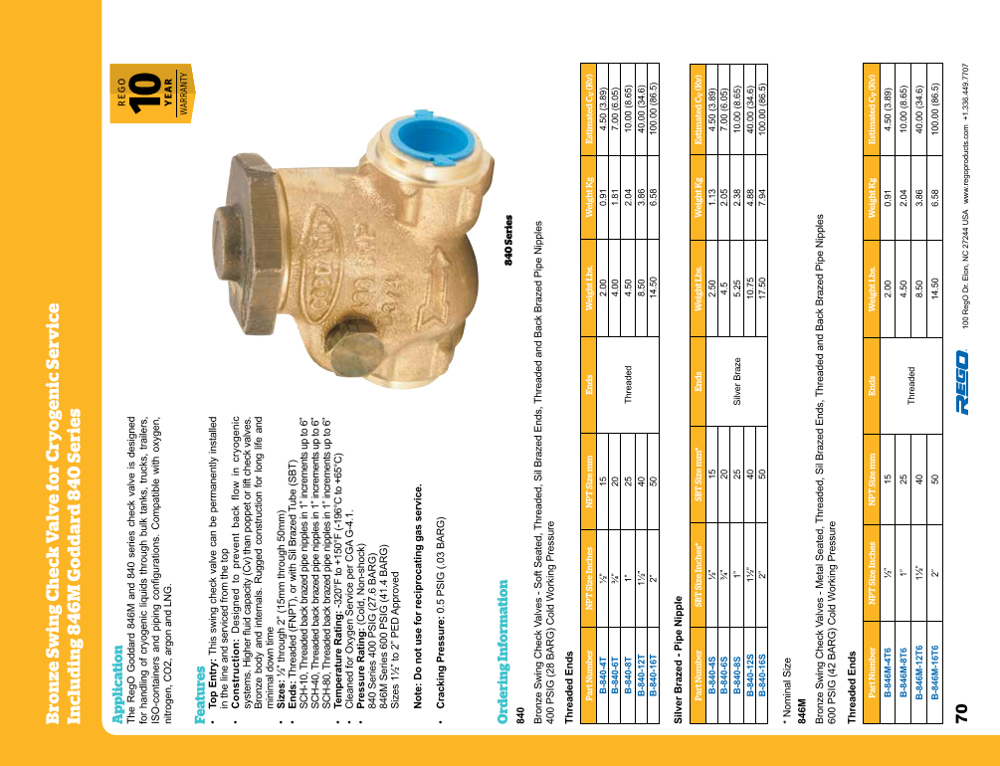 Bronze Swing Check Valve for Cryogenic Service
Including 846M Goddard 840 Series
REGO
10
YEAR
WARRANTY
Application
The RegO Goddard 846M and 840 series check valve is designed
for handling of cryogenic liquids through bulk tanks, trucks, trailers,
ISO-containers and piping configurations. Compatible with oxygen,
nitrogen, CO2, argon and LNG.
Features
• Top Entry: This swing check valve can be permanently installed
in the line and serviced from the top
• Construction: Designed to prevent back flow in cryogenic
systems. Higher fluid capacity (Cv) than poppet or lift check valves.
Bronze body and internals. Rugged construction for long life and
minimal down time
• Sizes: ½" through 2" (15mm through 50mm)
• Ends: Threaded (FNPT), or with Sil Brazed Tube (SBT)
SCH-10, Threaded back brazed pipe nipples in 1" increments up to 6"
SCH-40, Threaded back brazed pipe nipples in 1" increments up to 6"
SCH-80, Threaded back brazed pipe nipples in 1" increments up to 6"
• Temperature Rating: -320°F to +150°F (-196°C to +65°C)
• Cleaned for Oxygen Service per CGA G-4.1.
• Pressure Rating: (Cold, Non-shock)
840 Series 400 PSIG (27.6 BARG)
846M Series 600 PSIG (41.4 BARG)
Sizes 1½" to 2" PED Approved
Note: Do not use for reciprocating gas service.
• Cracking Pressure: 0.5 PSIG (.03 BARG)
3/4
840 Series
Ordering Information
840
Bronze Swing Check Valves - Soft Seated, Threaded, Sil Brazed Ends, Threaded and Back Brazed Pipe Nipples
400 PSIG (28 BARG) Cold Working Pressure
Threaded Ends
Part Number NPT Size Inches NPT Size mm Ends Weight Lbs. Weight Kg Estimated Cv (Kv)
B-840-4T ½" 15 2.00 0.91 4.50 (3.89)
B-840-6T ¾" 20 4.00 1.81 7.00 (6.05)
B-840-8T 1" 25 Threaded 4.50 2.04 10.00 (8.65)
B-840-12T 1½" 40 8.50 3.86 40.00 (34.6)
B-840-16T 2" 50 14.50 6.58 100.00 (86.5)
Silver Brazed - Pipe Nipple
Part Number SBT Size Inches* SBT Size mm* Ends Weight Lbs. Weight Kg Estimated Cv (Kv)
B-840-4S ½" 15 2.50 1.13 4.50 (3.89)
B-840-6S ¾" 20 4.5 2.05 7.00 (6.05)
B-840-8S 1" 25 Silver Braze 5.25 2.38 10.00 (8.65)
B-840-12S 1½" 40 10.75 4.88 40.00 (34.6)
B-840-16S 2" 50 17.50 7.94 100.00 (86.5)
* Nominal Size
846M
Bronze Swing Check Valves - Metal Seated, Threaded, Sil Brazed Ends, Threaded and Back Brazed Pipe Nipples
600 PSIG (42 BARG) Cold Working Pressure
Threaded Ends
Part Number NPT Size Inches NPT Size mm Ends Weight Lbs. Weight Kg Estimated Cv (Kv)
B-846M-4T6 ½" 15 2.00 0.91 4.50 (3.89)
B-846M-8T6 1" 25 Threaded 4.50 2.04 10.00 (8.65)
B-846M-12T6 1½" 40 8.50 3.86 40.00 (34.6)
B-846M-16T6 2" 50 14.50 6.58 100.00 (86.5)
70
REGO
100 RegO Dr. Elon, NC 27244 USA www.regoproducts.com +1.336.449.7707